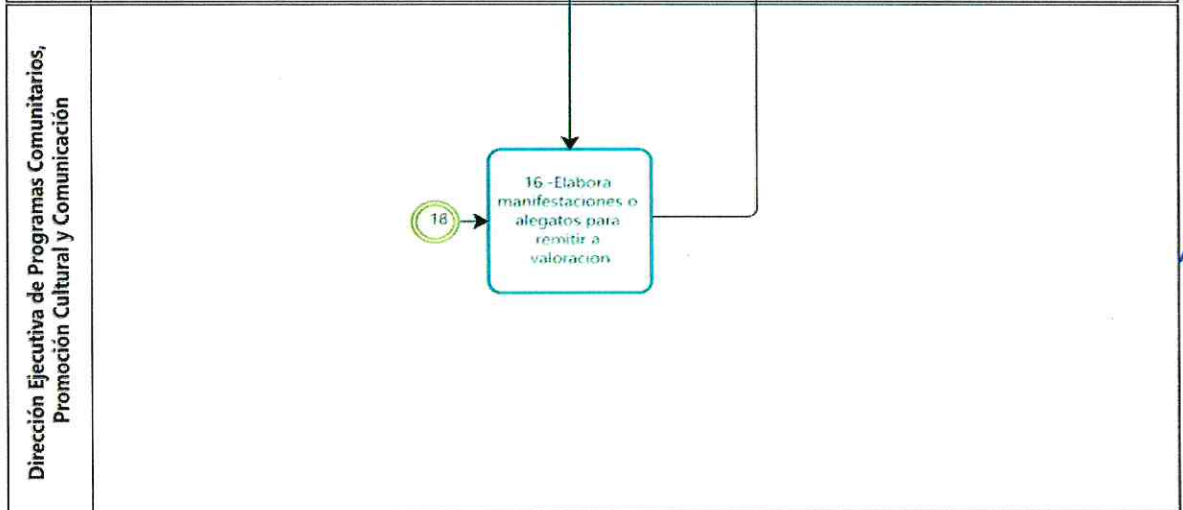 Dirección Ejecutiva de Programas Comunitarios,
Promoción Cultural y Comunicación
18
16 -Elabora
manifestaciones o
alegatos para
remitir a
valoración